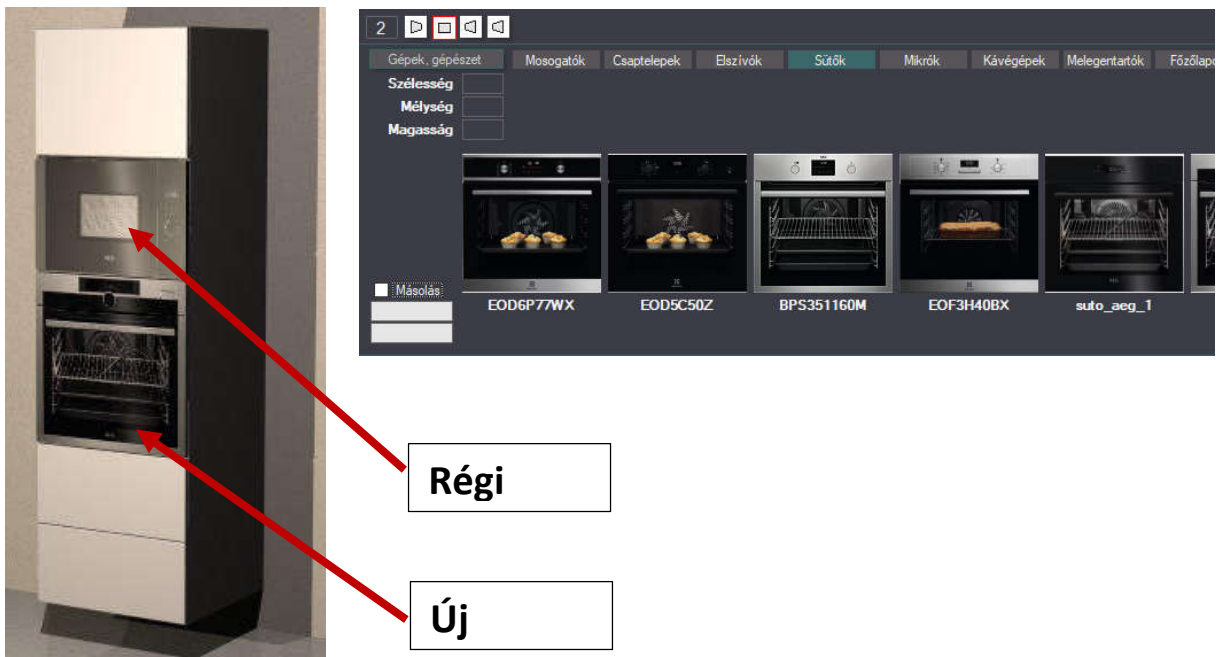 2
Gépek, gépészet Mosogatók Csaptelepek Elszívók Sütők Mikrók Kávégépek Melegentartók Főzőlapo
Szélesség
Mélység
Magasság
Másolás
EOD6P77WX EOD5C50Z BPS351160M EOF3H40BX suto_aeg_1
Régi
Új